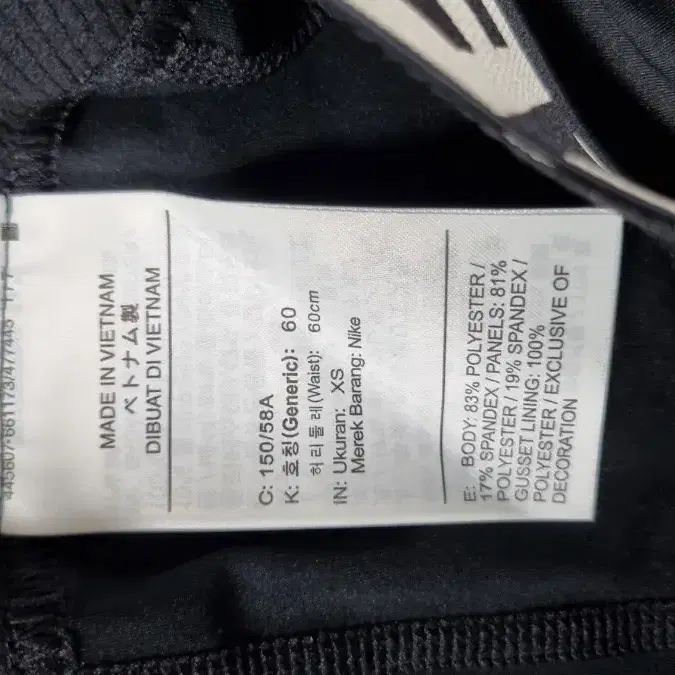 MADE IN VIETNAM
ベトナム製
DIBUAT DI VIETNAM
C: 150/58A
K: 호칭(Generic): 60
허리둘레(Waist): 60cm
IN: Ukuran: XS
Merek Barang: Nike
E: BODY: 83% POLYESTER /
17% SPANDEX / PANELS: 81%
POLYESTER / 19% SPANDEX /
GUSSET LINING: 100%
POLYESTER / EXCLUSIVE OF
DECORATION